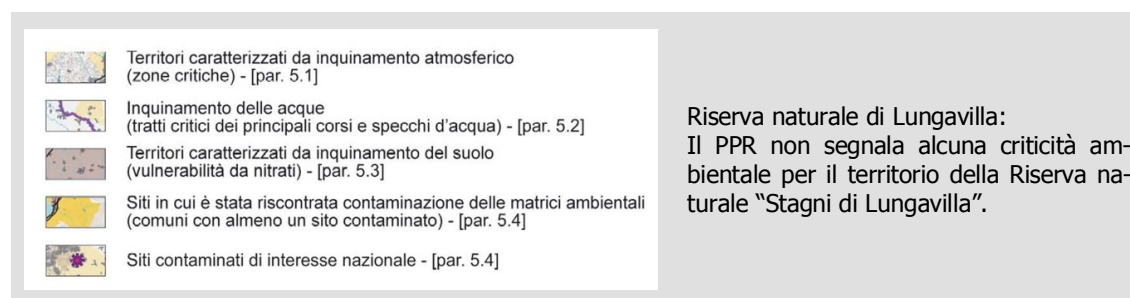 Territori caratterizzati da inquinamento atmosferico
(zone critiche) - [par. 5.1]
Inquinamento delle acque
(tratti critici dei principali corsi e specchi d'acqua) - [par. 5.2]
Territori caratterizzati da inquinamento del suolo
(vulnerabilità da nitrati) - [par. 5.3]
Siti in cui è stata riscontrata contaminazione delle matrici ambientali
(comuni con almeno un sito contaminato) - [par. 5.4]
Siti contaminati di interesse nazionale - [par. 5.4]
Riserva naturale di Lungavilla:
Il PPR non segnala alcuna criticità am-
bientale per il territorio della Riserva na-
turale “Stagni di Lungavilla”.